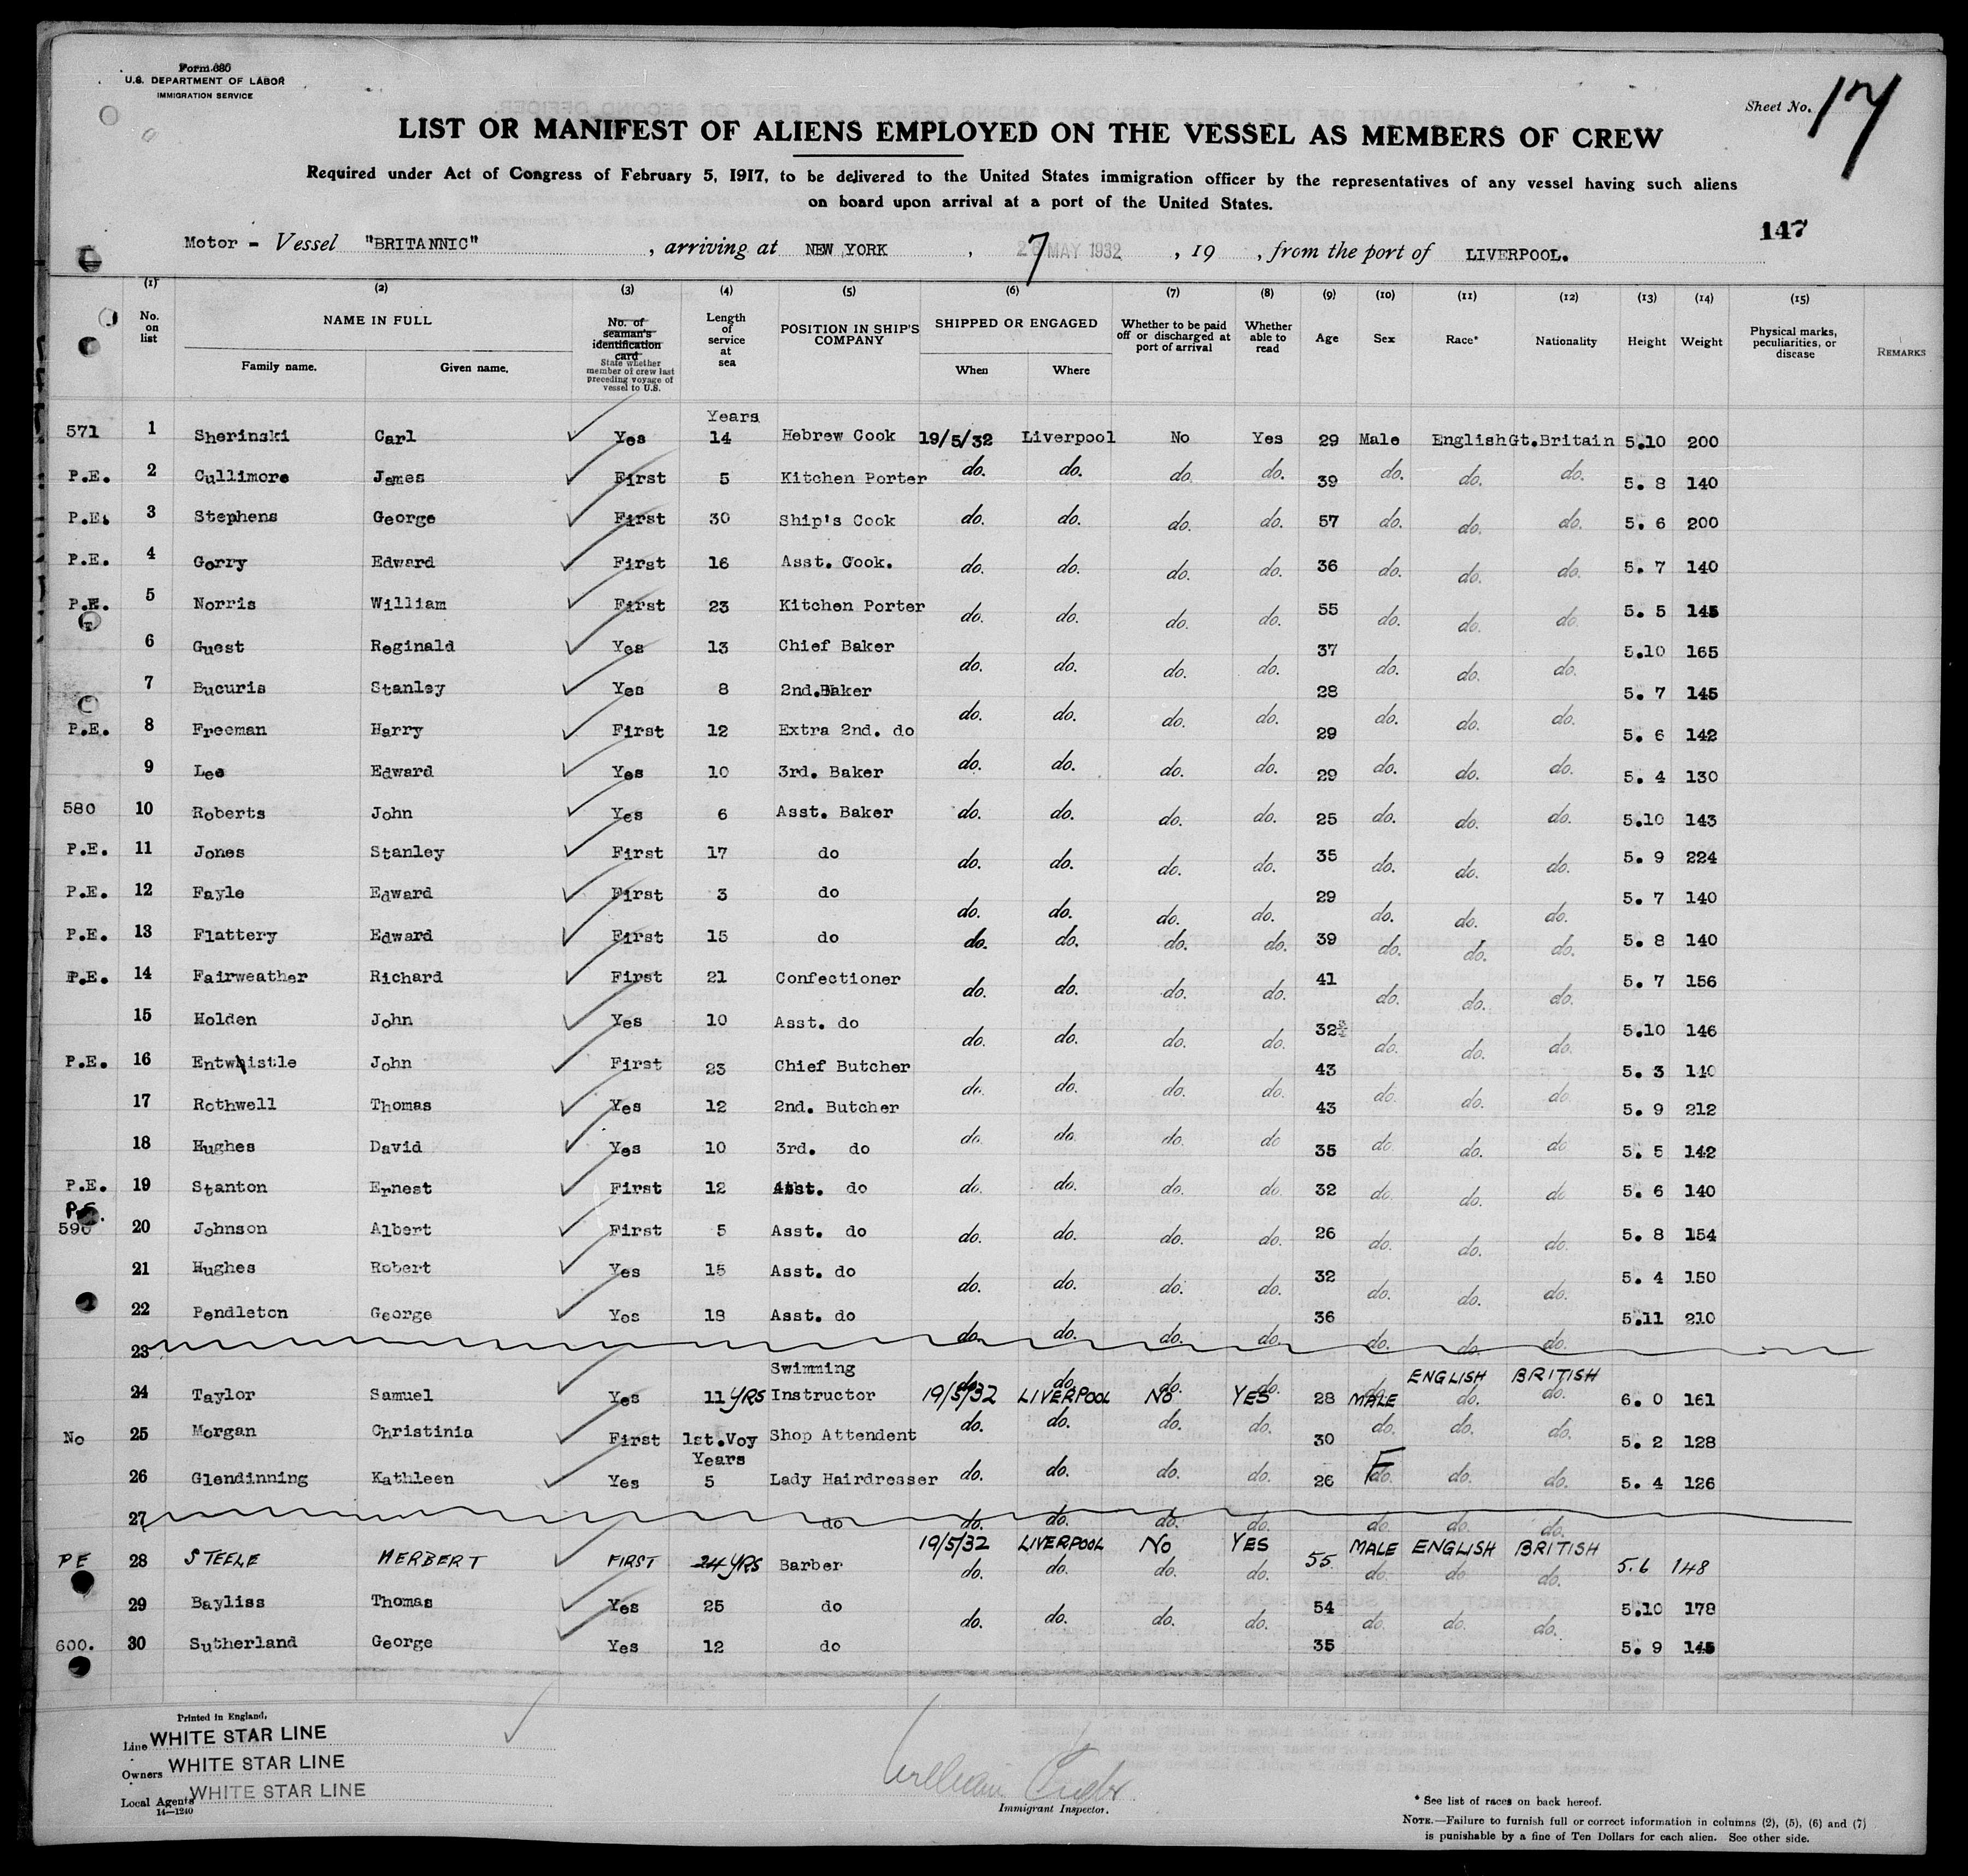 Form 680
U.S. DEPARTMENT OF LABOR
IMMIGRATION SERVICE
Sheet No. 17
LIST OR MANIFEST OF ALIENS EMPLOYED ON THE VESSEL AS MEMBERS OF CREW
Required under Act of Congress of February 5, 1917, to be delivered to the United States immigration officer by the representatives of any vessel having such aliens
on board upon arrival at a port of the United States.
147
Motor - Vessel "BRITANNIC", arriving at NEW YORK, 27 MAY 1932, 19 , from the port of LIVERPOOL.
(1) (2) (3) (4) (5) (6) (7) (8) (9) (10) (11) (12) (13) (14) (15)
No. on list NAME IN FULL Family name. Given name. No. of seaman's identification card State whether member of crew last preceding voyage of vessel to U.S. Length of service at sea POSITION IN SHIP'S COMPANY SHIPPED OR ENGAGED When Where Whether to be paid off or discharged at port of arrival Whether able to read Age Sex Race* Nationality Height Weight Physical marks, peculiarities, or disease REMARKS
Years
571 1 Sherinski Carl Yes 14 Hebrew Cook 19/5/32 Liverpool No Yes 29 Male English Gt.Britain 5.10 200
P.E. 2 Cullimore James First 5 Kitchen Porter do. do. do. do. 39 do. do. do. 5. 8 140
P.E. 3 Stephens George First 30 Ship's Cook do. do. do. do. 57 do. do. do. 5. 6 200
P.E. 4 Gorry Edward First 16 Asst. Cook. do. do. do. do. 36 do. do. do. 5. 7 140
P.E. 5 Norris William First 23 Kitchen Porter do. do. do. do. 55 do. do. do. 5. 5 145
6 Guest Reginald Yes 13 Chief Baker do. do. do. do. 37 do. do. do. 5.10 165
7 Bucuris Stanley Yes 8 2nd.Baker do. do. do. do. 28 do. do. do. 5. 7 145
P.E. 8 Freeman Harry First 12 Extra 2nd. do do. do. do. do. 29 do. do. do. 5. 6 142
9 Lee Edward Yes 10 3rd. Baker do. do. do. do. 29 do. do. do. 5. 4 130
580 10 Roberts John Yes 6 Asst. Baker do. do. do. do. 25 do. do. do. 5.10 143
P.E. 11 Jones Stanley First 17 do do. do. do. do. 35 do. do. do. 5. 9 224
P.E. 12 Fayle Edward First 3 do do. do. do. do. 29 do. do. do. 5. 7 140
P.E. 13 Flattery Edward First 15 do do. do. do. do. 39 do. do. do. 5. 8 140
P.E. 14 Fairweather Richard First 21 Confectioner do. do. do. do. 41 do. do. do. 5. 7 156
15 Holden John Yes 10 Asst. do do. do. do. do. 32 do. do. do. 5.10 146
P.E. 16 Entwhistle John First 23 Chief Butcher do. do. do. do. 43 do. do. do. 5. 3 140
17 Rothwell Thomas Yes 12 2nd. Butcher do. do. do. do. 43 do. do. do. 5. 9 212
18 Hughes David Yes 10 3rd. do do. do. do. do 35 do do. do 5. 5 142
P.E. 19 Stanton Ernest First 12 Asst. do do. do. do. do. 32 do. do. do 5. 6 140
P.E. 590 20 Johnson Albert First 5 Asst. do do. do. do. do. 26 do. do. do. 5. 8 154
21 Hughes Robert Yes 15 Asst. do do. do. do. do. 32 do. do. do. 5. 4 150
22 Pendleton George Yes 18 Asst. do do. do. do. do. 36 do. do. do. 5.11 210
23
24 Taylor Samuel Yes 11 YRS Swimming Instructor do. 19/5/32 do. LIVERPOOL do. No do. YES 28 do. MALE ENGLISH do. BRITISH do. 6. 0 161
No 25 Morgan Christinia First 1st.Voy Shop Attendent do. do. do. do. 30 do. do. do. 5. 2 128
Years
26 Glendinning Kathleen Yes 5 Lady Hairdresser do. do. do. do. 26 F do. do. do. 5. 4 126
27 do do. do. do. do. do. do. do.
PE 28 STEELE HERBERT FIRST 24 YRS Barber 19/5/32 do. LIVERPOOL do. No do. YES do. 55 MALE do. ENGLISH do BRITISH do. 5.6 148
29 Bayliss Thomas Yes 25 do do. do. do. do. 54 do. do. do. 5.10 178
600. 30 Sutherland George Yes 12 do 35 5. 9 145
Printed in England,
Line WHITE STAR LINE
Owners WHITE STAR LINE
Local Agents WHITE STAR LINE
14—1240
William
Immigrant Inspector.
* See list of races on back hereof.
NOTE.—Failure to furnish full or correct information in columns (2), (5), (6) and (7)
is punishable by a fine of Ten Dollars for each alien. See other side.